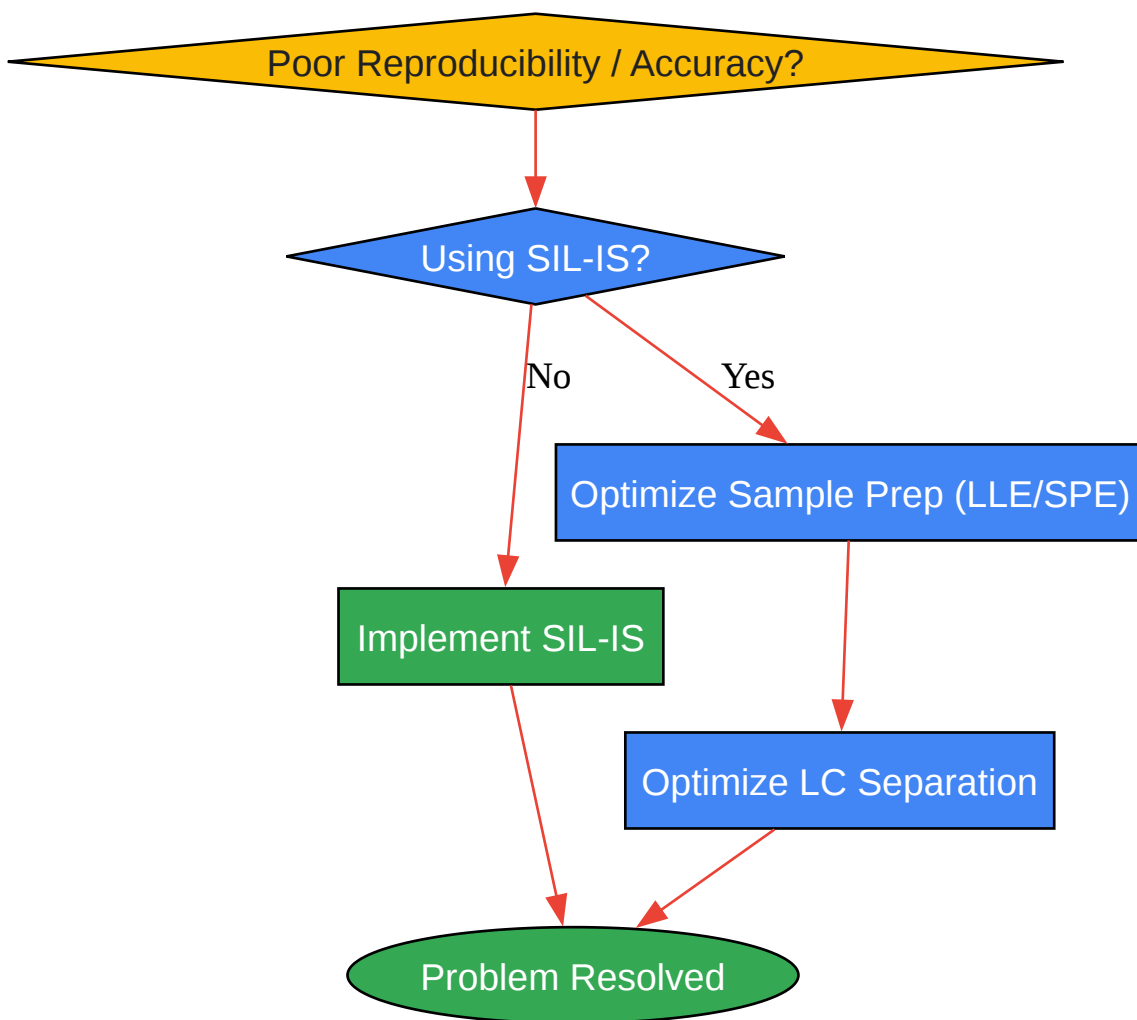 Poor Reproducibility / Accuracy?
Using SIL-IS?
No
Yes
Optimize Sample Prep (LLE/SPE)
Implement SIL-IS
Optimize LC Separation
Problem Resolved